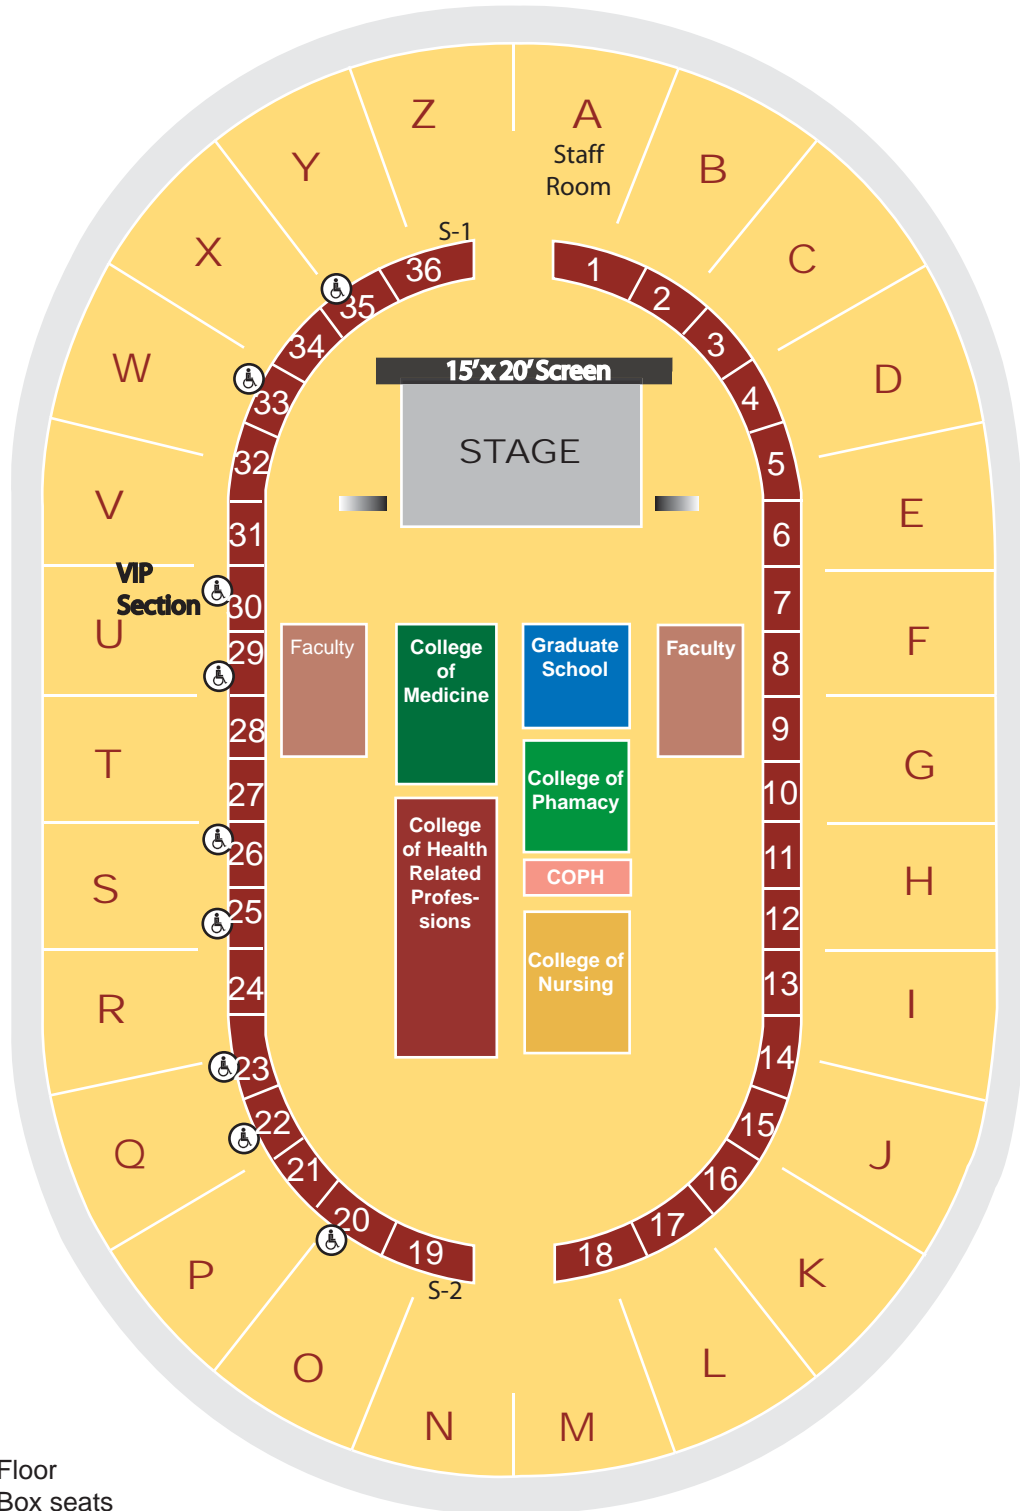 Z
A
Staff
Room
Y
B
X
C
S-1
36
1
35
2
34
3
W
D
15' x 20' Screen
33
4
STAGE
32
5
V
E
31
6
VIP
Section
30
7
U
F
29
8
Faculty
College
of
Medicine
Graduate
School
Faculty
28
9
T
G
27
10
College of
Phamacy
College
of Health
Related
Profes-
sions
26
11
COPH
S
H
25
12
College of
Nursing
24
13
R
I
23
14
22
15
Q
J
21
16
20
17
19
18
S-2
P
K
O
L
N
M
Floor
Box seats